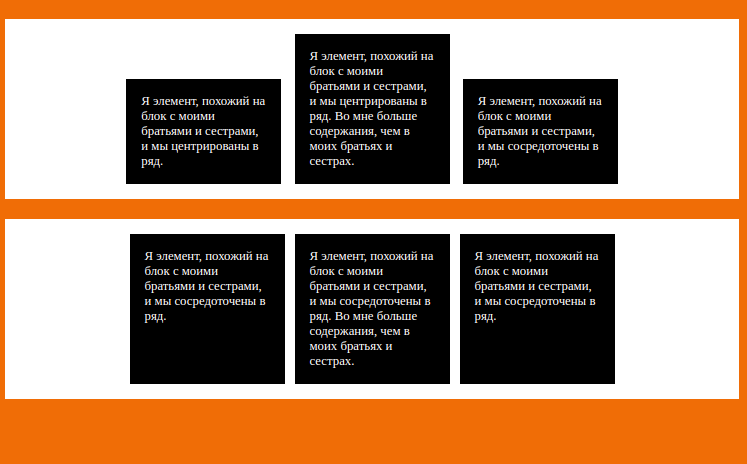 Я элемент, похожий на
блок с моими
братьями и сестрами,
и мы центрированы в
ряд.
Я элемент, похожий на
блок с моими
братьями и сестрами,
и мы центрированы в
ряд. Во мне больше
содержания, чем в
моих братьях и
сестрах.
Я элемент, похожий на
блок с моими
братьями и сестрами,
и мы сосредоточены в
ряд.
Я элемент, похожий на
блок с моими
братьями и сестрами,
и мы сосредоточены в
ряд.
Я элемент, похожий на
блок с моими
братьями и сестрами,
и мы сосредоточены в
ряд. Во мне больше
содержания, чем в
моих братьях и
сестрах.
Я элемент, похожий на
блок с моими
братьями и сестрами,
и мы сосредоточены в
ряд.